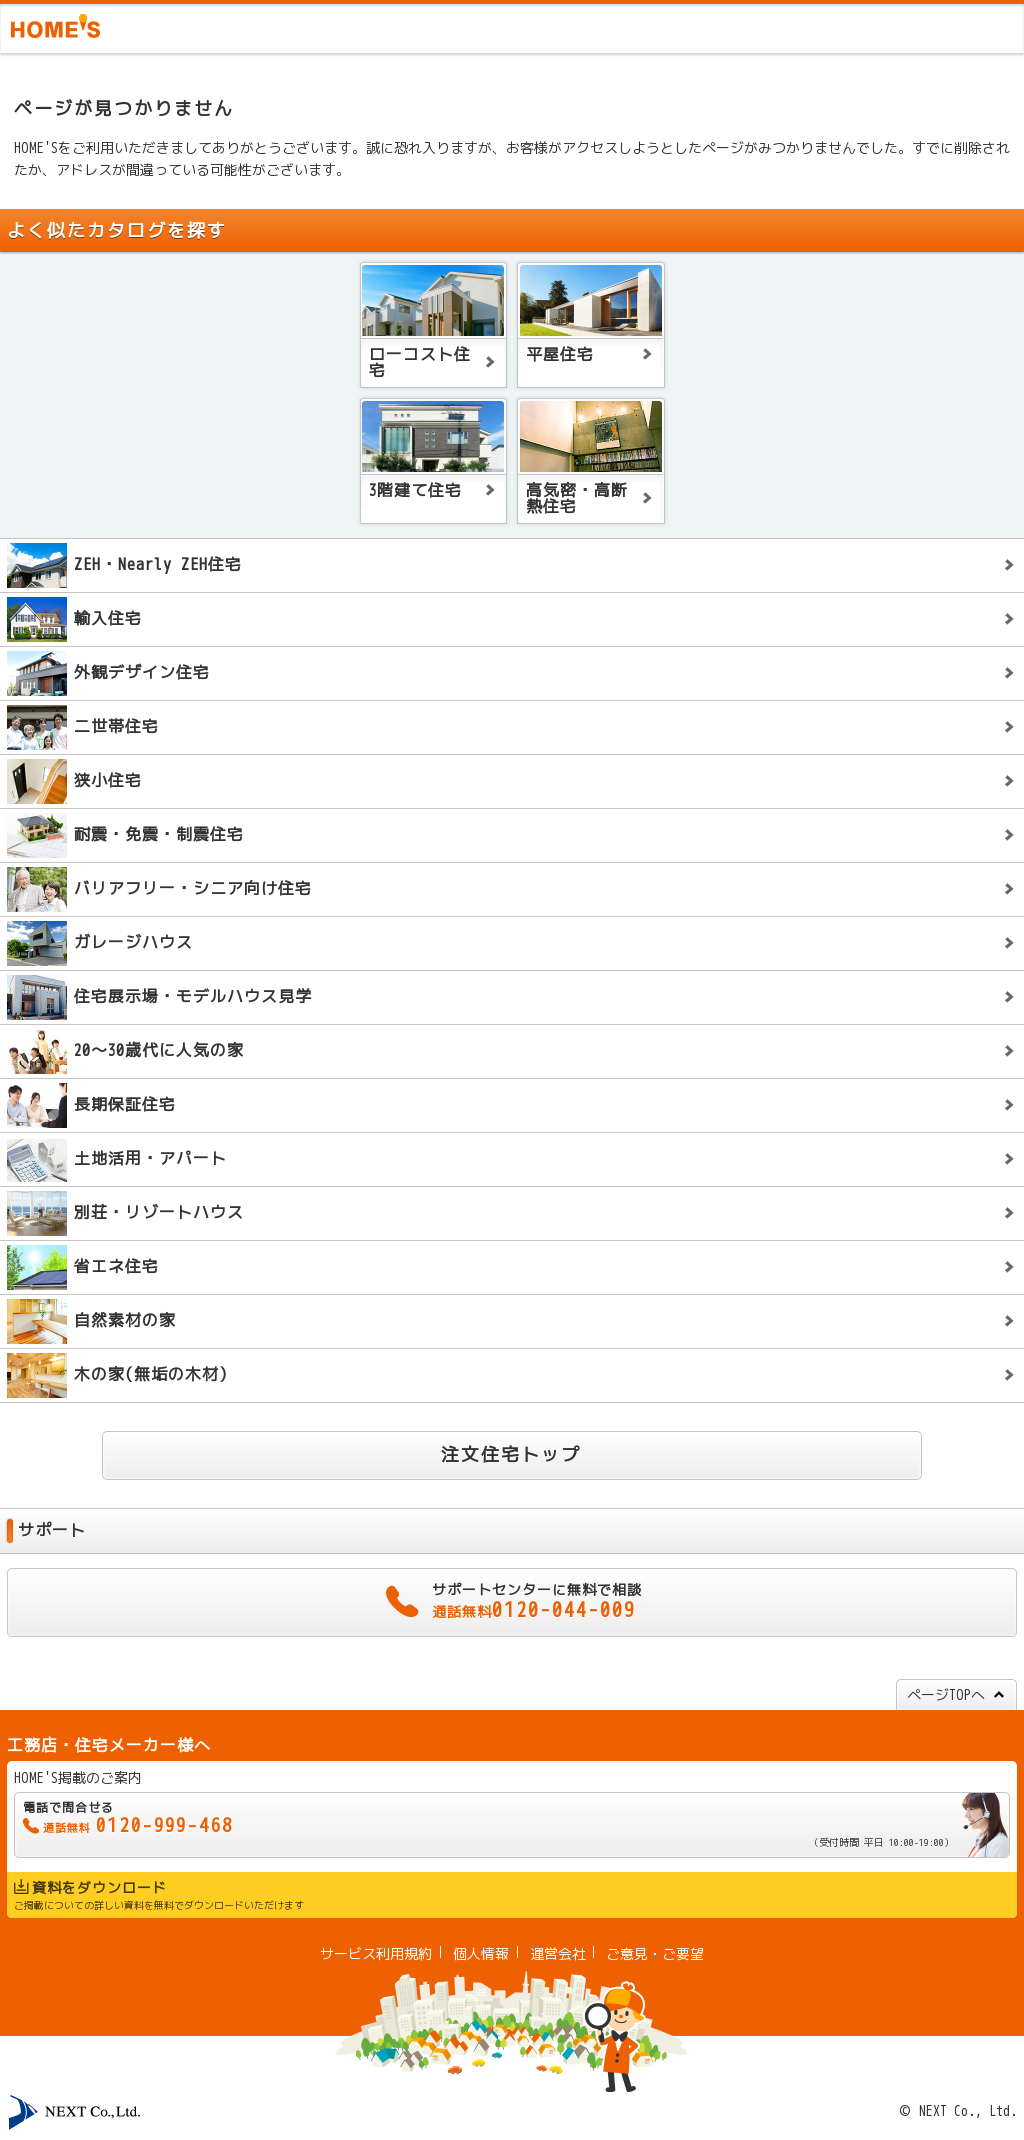 HOME'S
ページが見つかりません
HOME'Sをご利用いただきましてありがとうございます。誠に恐れ入りますが、お客様がアクセスしようとしたページがみつかりませんでした。すでに削除され
たか、アドレスが間違っている可能性がございます。
よく似たカタログを探す
ローコスト住
宅
平屋住宅
3階建て住宅
高気密・高断
熱住宅
ZEH・Nearly ZEH住宅
輸入住宅
外観デザイン住宅
二世帯住宅
狭小住宅
耐震・免震・制震住宅
バリアフリー・シニア向け住宅
ガレージハウス
住宅展示場・モデルハウス見学
20〜30歳代に人気の家
長期保証住宅
土地活用・アパート
別荘・リゾートハウス
省エネ住宅
自然素材の家
木の家(無垢の木材)
注文住宅トップ
サポート
サポートセンターに無料で相談
通話無料0120-044-009
ページTOPへ
工務店・住宅メーカー様へ
HOME'S掲載のご案内
電話で問合せる
通話無料 0120-999-468
(受付時間 平日 10:00-19:00)
資料をダウンロード
ご掲載についての詳しい資料を無料でダウンロードいただけます
サービス利用規約 | 個人情報 | 運営会社 | ご意見・ご要望
NEXT Co.,Ltd.
© NEXT Co., Ltd.